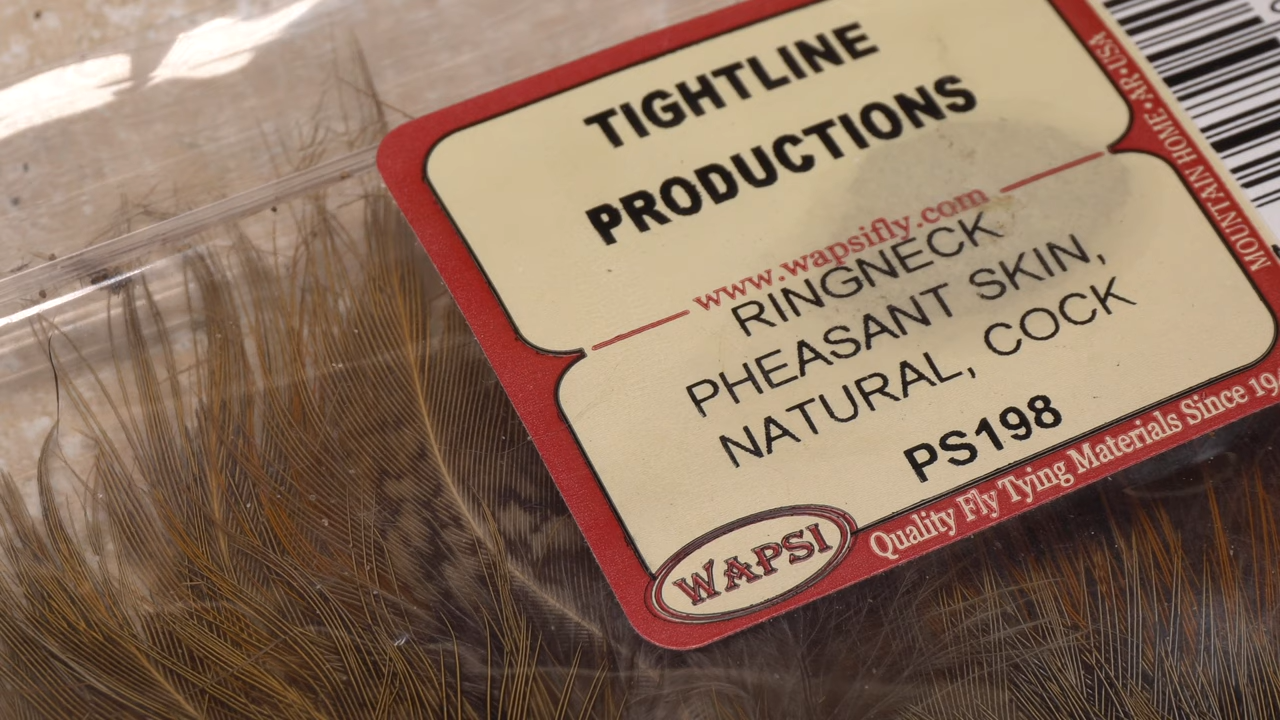 TIGHTLINE
PRODUCTIONS
www.wapsifly.com
RINGNECK
PHEASANT SKIN,
NATURAL, COCK
PS198
WAPSI
Quality Fly Tying Materials Since
MOUNTAIN HOME • AR • USA